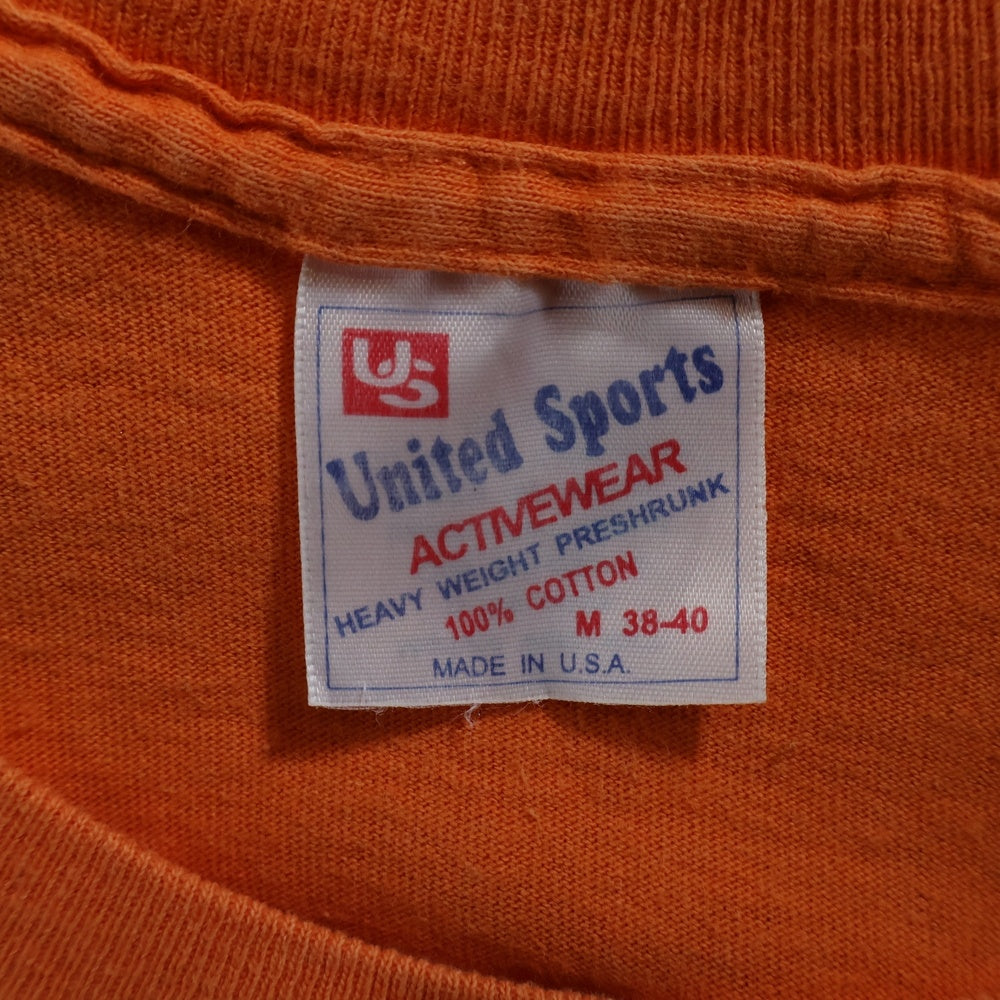 US
United Sports
ACTIVEWEAR
HEAVY WEIGHT PRESHRUNK
100% COTTON
M 38-40
MADE IN U.S.A.